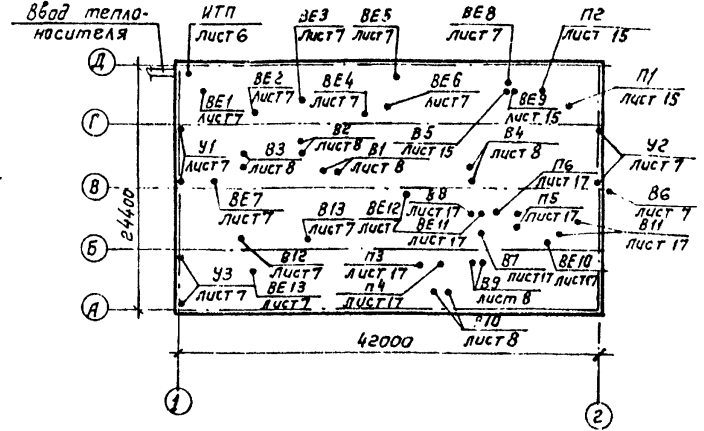 Ввод тепло-
носителя
ИТП
лист 6
ВЕ3
лист 7
ВЕ5
лист 7
ВЕ8
лист 7
П2
лист 15
Д
ВЕ1
лист 7
ВЕ2
лист 7
ВЕ4
лист 7
ВЕ6
лист 7
ВЕ9
лист 15
П1
лист 15
Г
У1
лист 7
В3
лист 8
В2
лист 8
В1
лист 8
В5
лист 15
В4
лист 8
У2
лист 7
В
П6
лист 17
ВЕ7
лист 7
В13
лист 7
ВЕ12
лист 7
В8
лист 17
ВЕ11
лист 17
П5
лист 17
В6
лист 7
В11
лист 17
24400
Б
У3
лист 7
В12
лист 7
ВЕ13
лист 7
П3
лист 17
П4
лист 17
В7
лист 17
ВЕ10
лист 17
В9
лист 8
В10
лист 8
А
42000
1
2